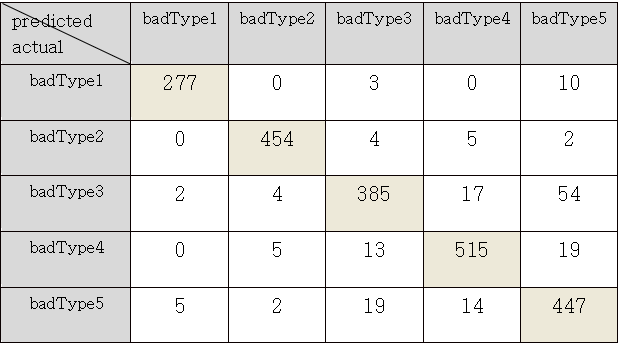 predicted badType1 badType2 badType3 badType4 badType5
actual
badType1 277 0 3 0 10
badType2 0 454 4 5 2
badType3 2 4 385 17 54
badType4 0 5 13 515 19
badType5 5 2 19 14 447